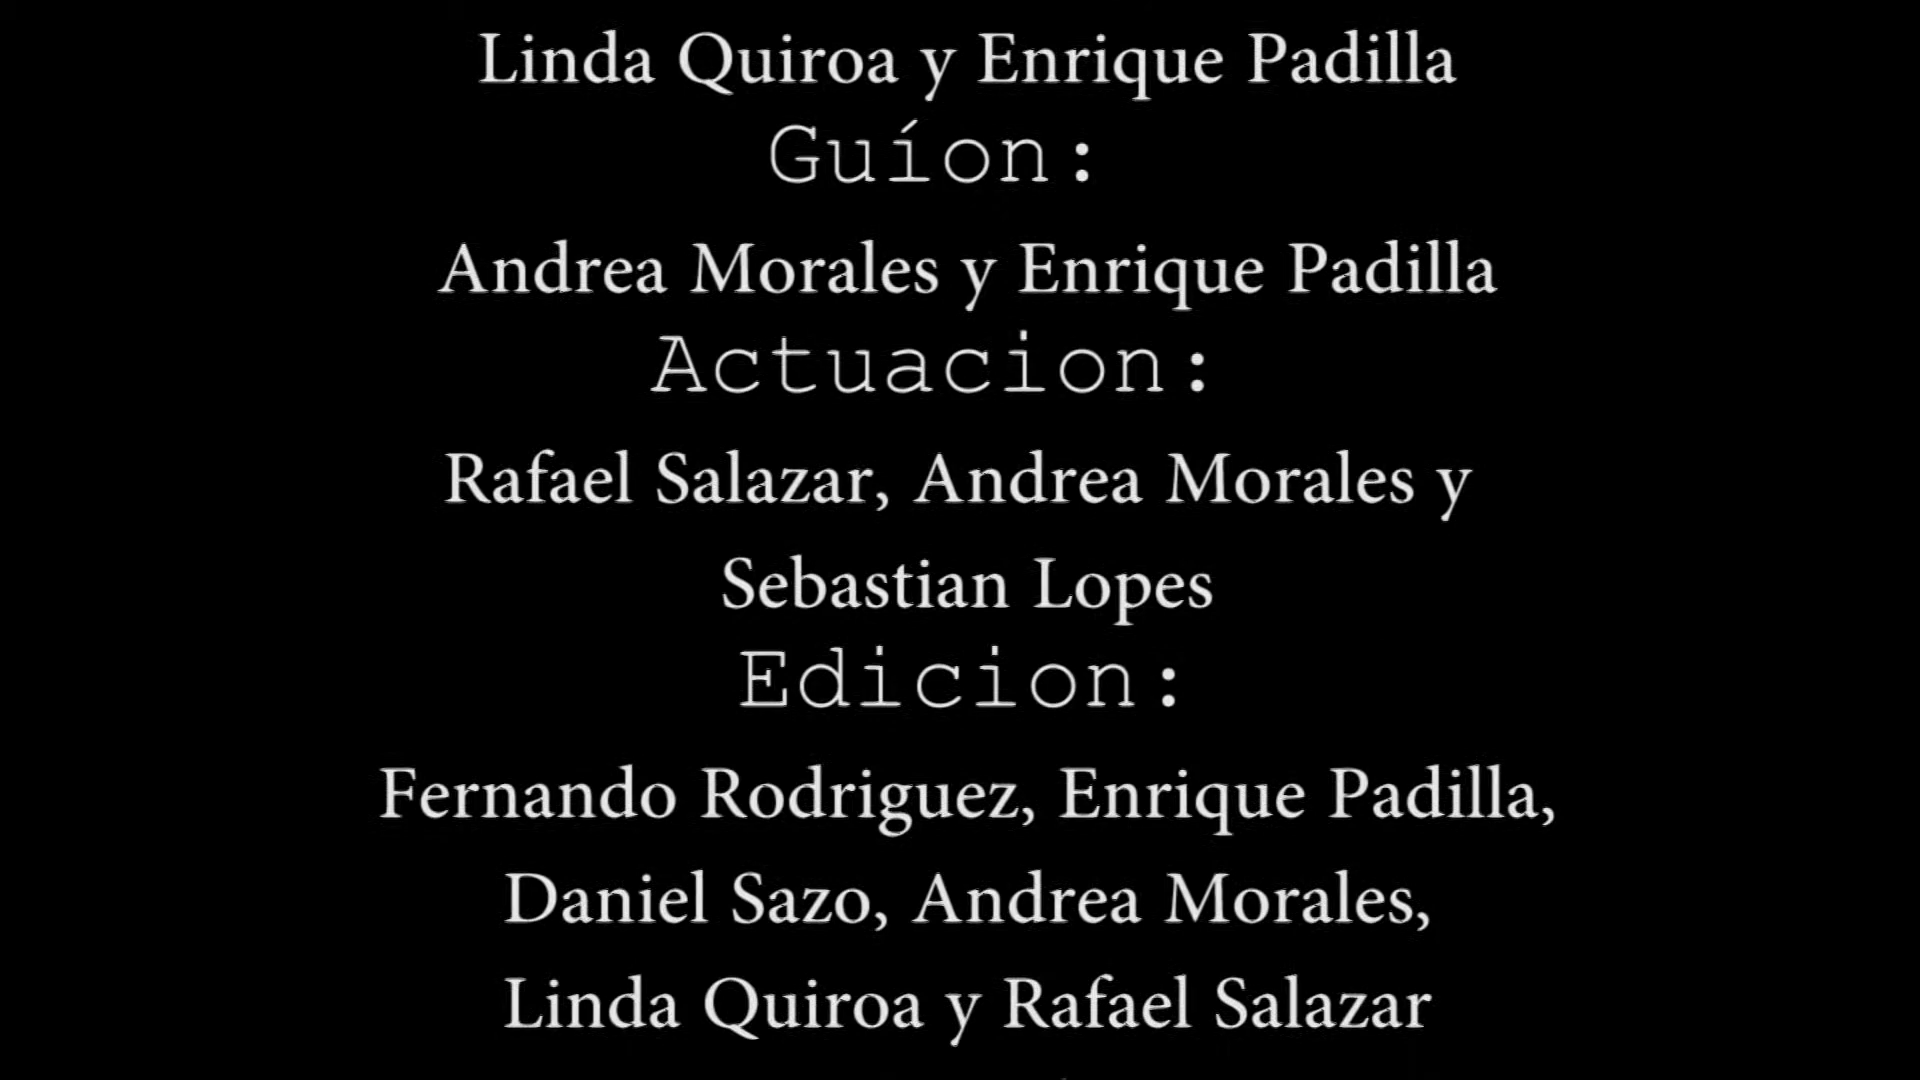 Linda Quiroa y Enrique Padilla
Guíon:
Andrea Morales y Enrique Padilla
Actuacion:
Rafael Salazar, Andrea Morales y
Sebastian Lopes
Edicion:
Fernando Rodriguez, Enrique Padilla,
Daniel Sazo, Andrea Morales,
Linda Quiroa y Rafael Salazar